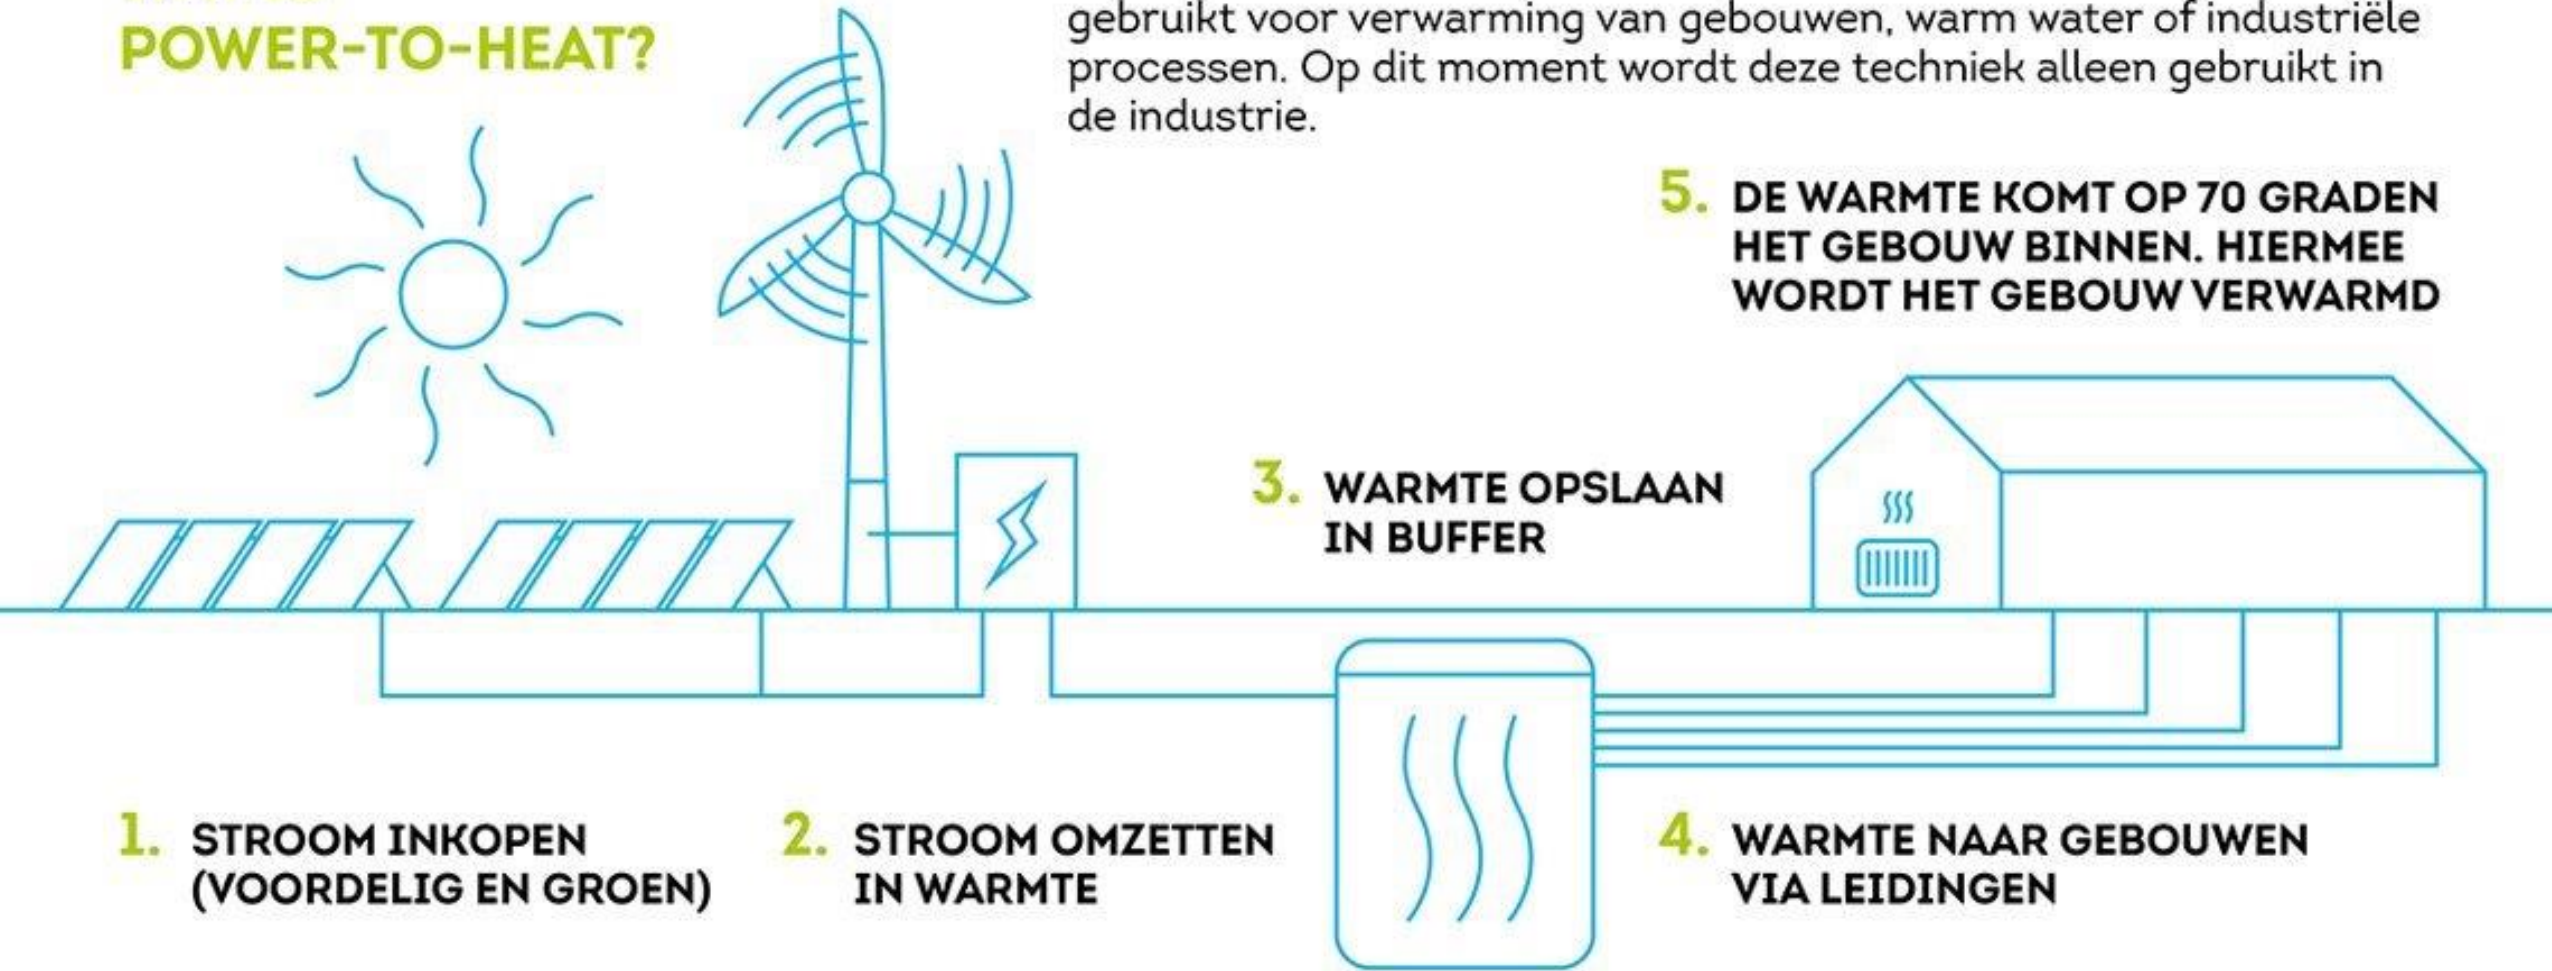 POWER-TO-HEAT?
gebruikt voor verwarming van gebouwen, warm water of industriële
processen. Op dit moment wordt deze techniek alleen gebruikt in
de industrie.
5. DE WARMTE KOMT OP 70 GRADEN
HET GEBOUW BINNEN. HIERMEE
WORDT HET GEBOUW VERWARMD
3. WARMTE OPSLAAN
IN BUFFER
1. STROOM INKOPEN
(VOORDELIG EN GROEN)
2. STROOM OMZETTEN
IN WARMTE
4. WARMTE NAAR GEBOUWEN
VIA LEIDINGEN